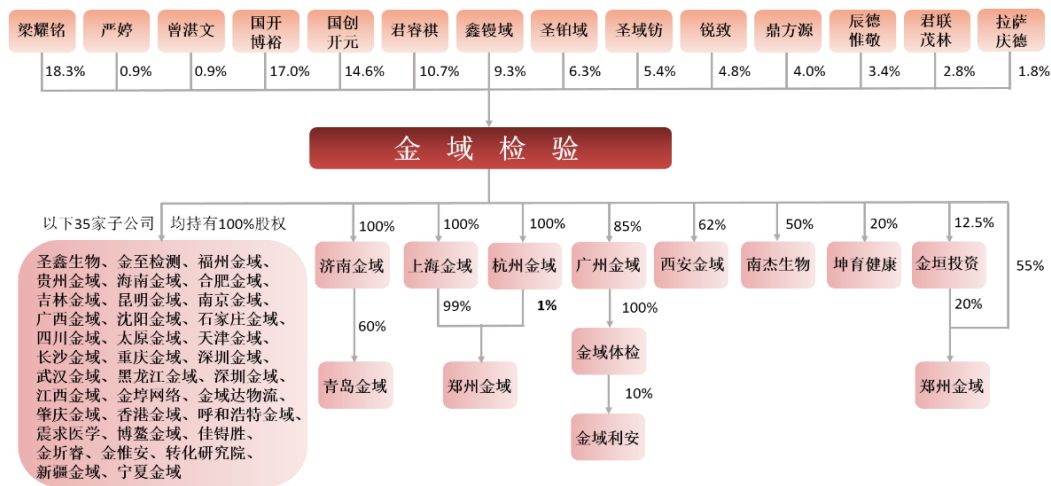 梁耀铭
严婷
曾湛文
国开
博裕
国创
开元
君睿祺
鑫镘域
圣铂域
圣域钫
锐致
鼎方源
辰德
惟敬
君联
茂林
拉萨
庆德
18.3%
0.9%
0.9%
17.0%
14.6%
10.7%
9.3%
6.3%
5.4%
4.8%
4.0%
3.4%
2.8%
1.8%
金域检验
以下35家子公司 均持有100%股权
100%
100%
100%
85%
62%
50%
20%
12.5%
圣鑫生物、金至检测、福州金域、
贵州金域、海南金域、合肥金域、
吉林金域、昆明金域、南京金域、
广西金域、沈阳金域、石家庄金域、
四川金域、太原金域、天津金域、
长沙金域、重庆金域、深圳金域、
武汉金域、黑龙江金域、深圳金域、
江西金域、金埻网络、金域达物流、
肇庆金域、香港金域、呼和浩特金域、
震求医学、博鳌金域、佳锝胜、
金圻睿、金惟安、转化研究院、
新疆金域、宁夏金域
济南金域
上海金域
杭州金域
广州金域
西安金域
南杰生物
坤育健康
金垣投资
55%
60%
99%
1%
100%
20%
金域体检
青岛金域
郑州金域
10%
郑州金域
金域利安